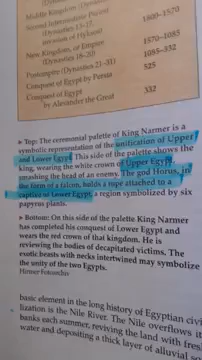 Middle Kingdom (Dynasties
Second Intermediate Period
(Dynasties 13–17,
invasion of Hyksos) 1800–1570
New Kingdom, or Empire
(Dynasties 18–20) 1570–1085
Postempire (Dynasties 21–31) 1085–332
Conquest of Egypt by Persia 525
Conquest of Egypt
by Alexander the Great 332
▸ Top: The ceremonial palette of King Narmer is a
symbolic representation of the unification of Upper
and Lower Egypt. This side of the palette shows the
king, wearing the white crown of Upper Egypt,
smashing the head of an enemy. The god Horus, in
the form of a falcon, holds a rope attached to a
captive of Lower Egypt, a region symbolized by six
papyrus plants.
▸ Bottom: On this side of the palette King Narmer
has completed his conquest of Lower Egypt and
wears the red crown of that kingdom. He is
reviewing the bodies of decapitated victims. The
exotic beasts with necks intertwined may symbolize
the unity of the two Egypts.
Hirmer Fotoarchiv
basic element in the long history of Egyptian civi-
lization is the Nile River. The Nile overflows it
banks each summer, reviving the land with fres
water and depositing a thick layer of alluvial